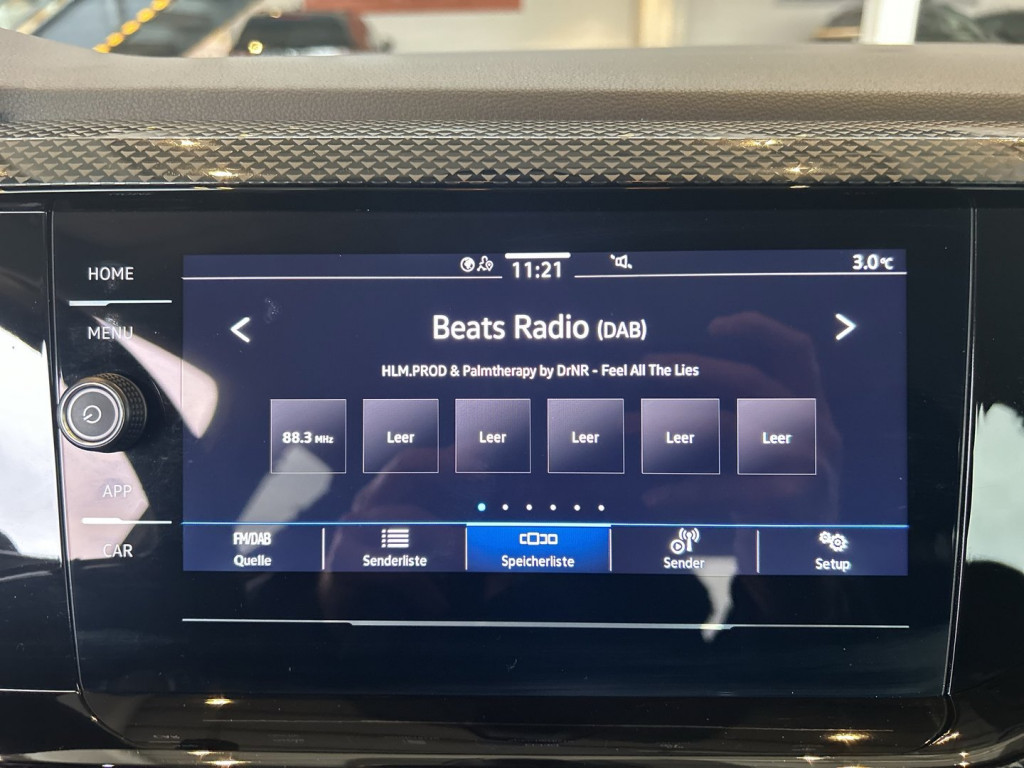 HOME
MENU
APP
CAR
11:21
3.0°C
Beats Radio (DAB)
HLM.PROD & Palmtherapy by DrNR - Feel All The Lies
88.3 MHz
Leer
Leer
Leer
Leer
Leer
FM/DAB
Quelle
Senderliste
Speicherliste
Sender
Setup